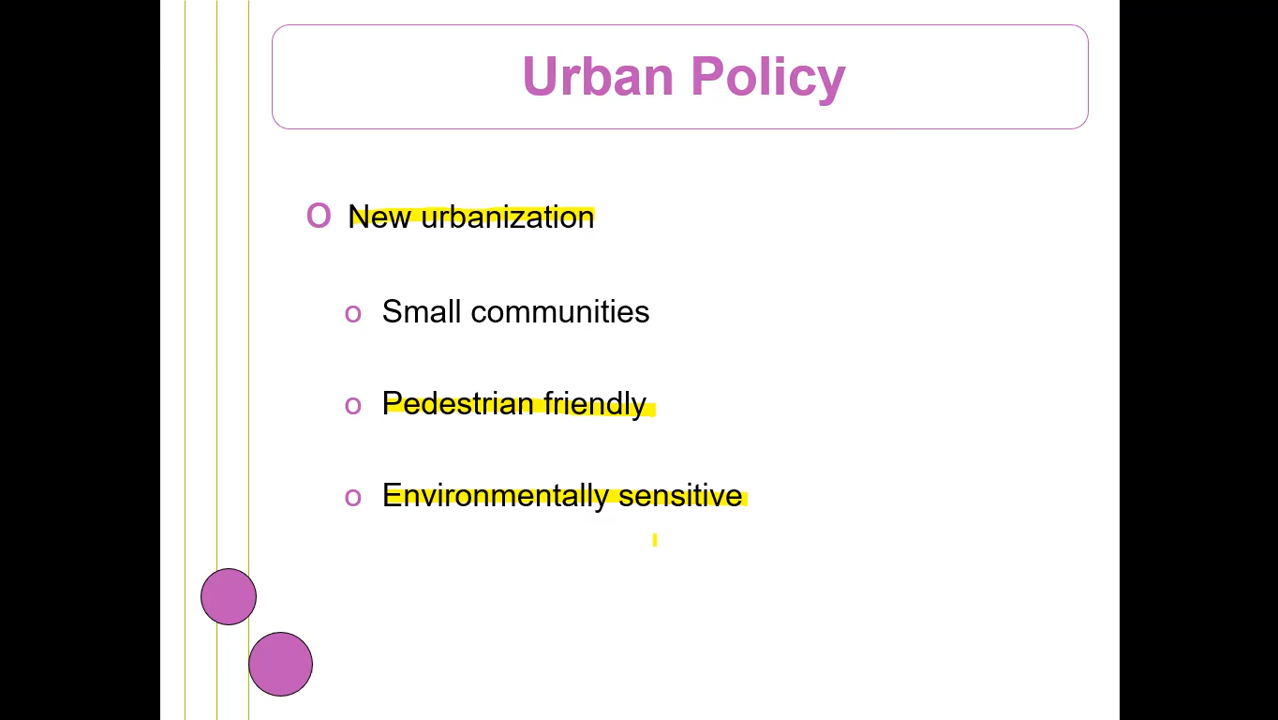 Urban Policy
New urbanization
Small communities
Pedestrian friendly
Environmentally sensitive